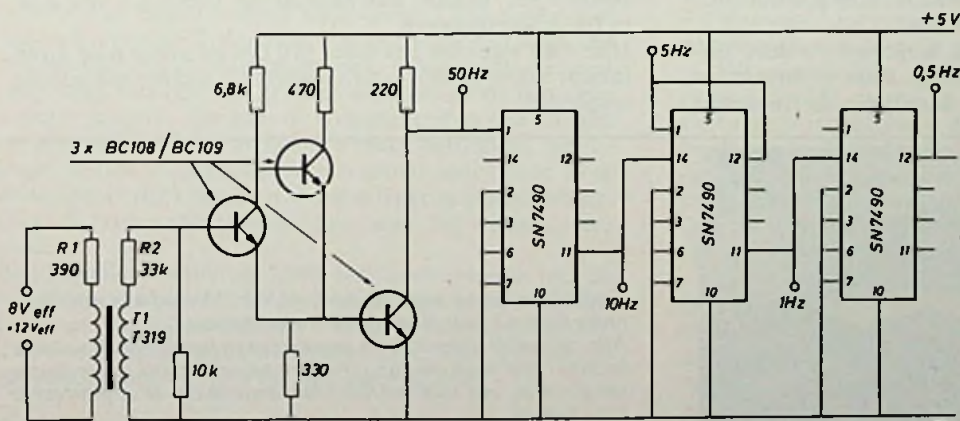 +5V
5Hz
0,5Hz
50Hz
6,8k
470
220
5
5
5
1
1
1
3 x BC108/BC109
14
12
14
12
14
12
2
2
2
SN7490
SN7490
SN7490
3
3
3
R1
390
R2
33k
6
11
6
11
6
11
7
7
7
10
10
10
8V eff
-12V eff
T1
T319
10k
330
10Hz
1Hz